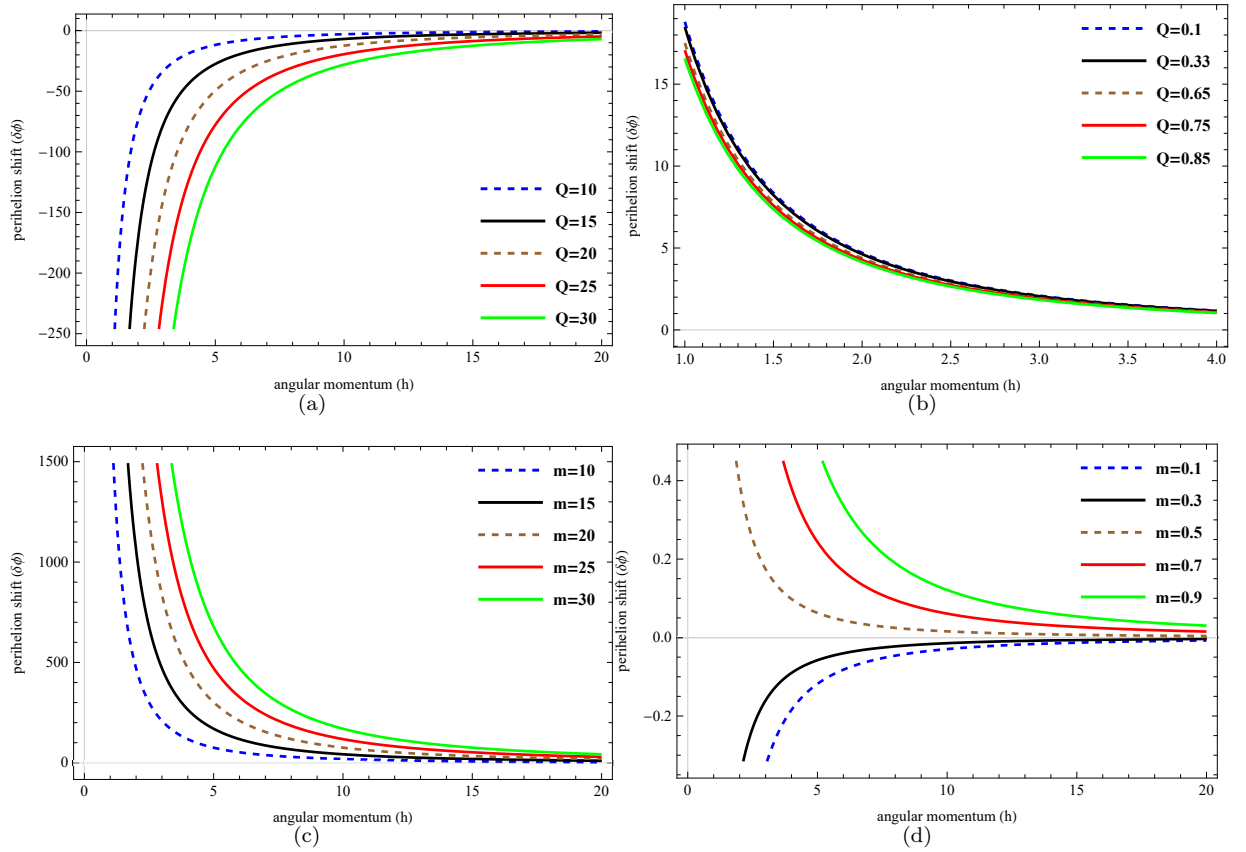 0
-50
-100
-150
-200
-250
perihelion shift (δϕ)
Q=10
Q=15
Q=20
Q=25
Q=30
0 5 10 15 20
angular momentum (h)
(a)
15
10
5
0
perihelion shift (δϕ)
Q=0.1
Q=0.33
Q=0.65
Q=0.75
Q=0.85
1.0 1.5 2.0 2.5 3.0 3.5 4.0
angular momentum (h)
(b)
1500
1000
500
0
perihelion shift (δϕ)
m=10
m=15
m=20
m=25
m=30
0 5 10 15 20
angular momentum (h)
(c)
0.4
0.2
0.0
-0.2
perihelion shift (δϕ)
m=0.1
m=0.3
m=0.5
m=0.7
m=0.9
0 5 10 15 20
angular momentum (h)
(d)